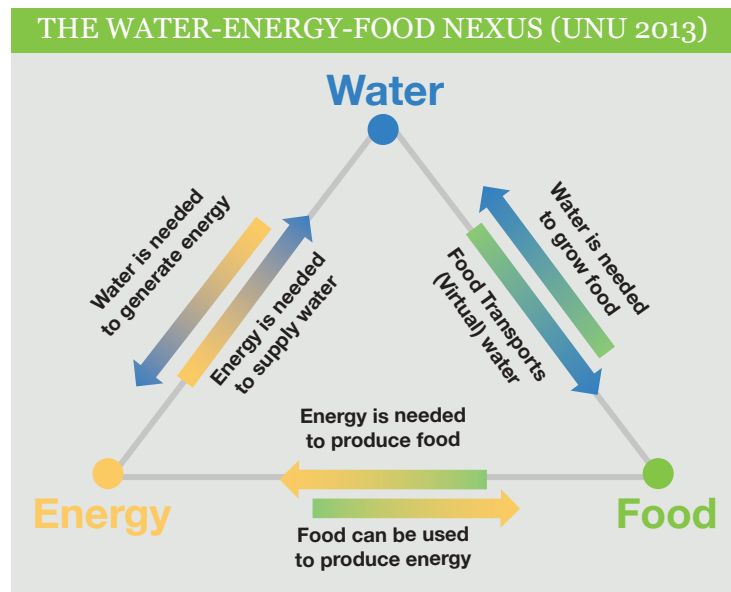 THE WATER-ENERGY-FOOD NEXUS (UNU 2013)
Water
Water is needed
to generate energy
Energy is needed
to supply water
Water is needed
to grow food
Food Transports
(Virtual) water
Energy is needed
to produce food
Energy
Food
Food can be used
to produce energy